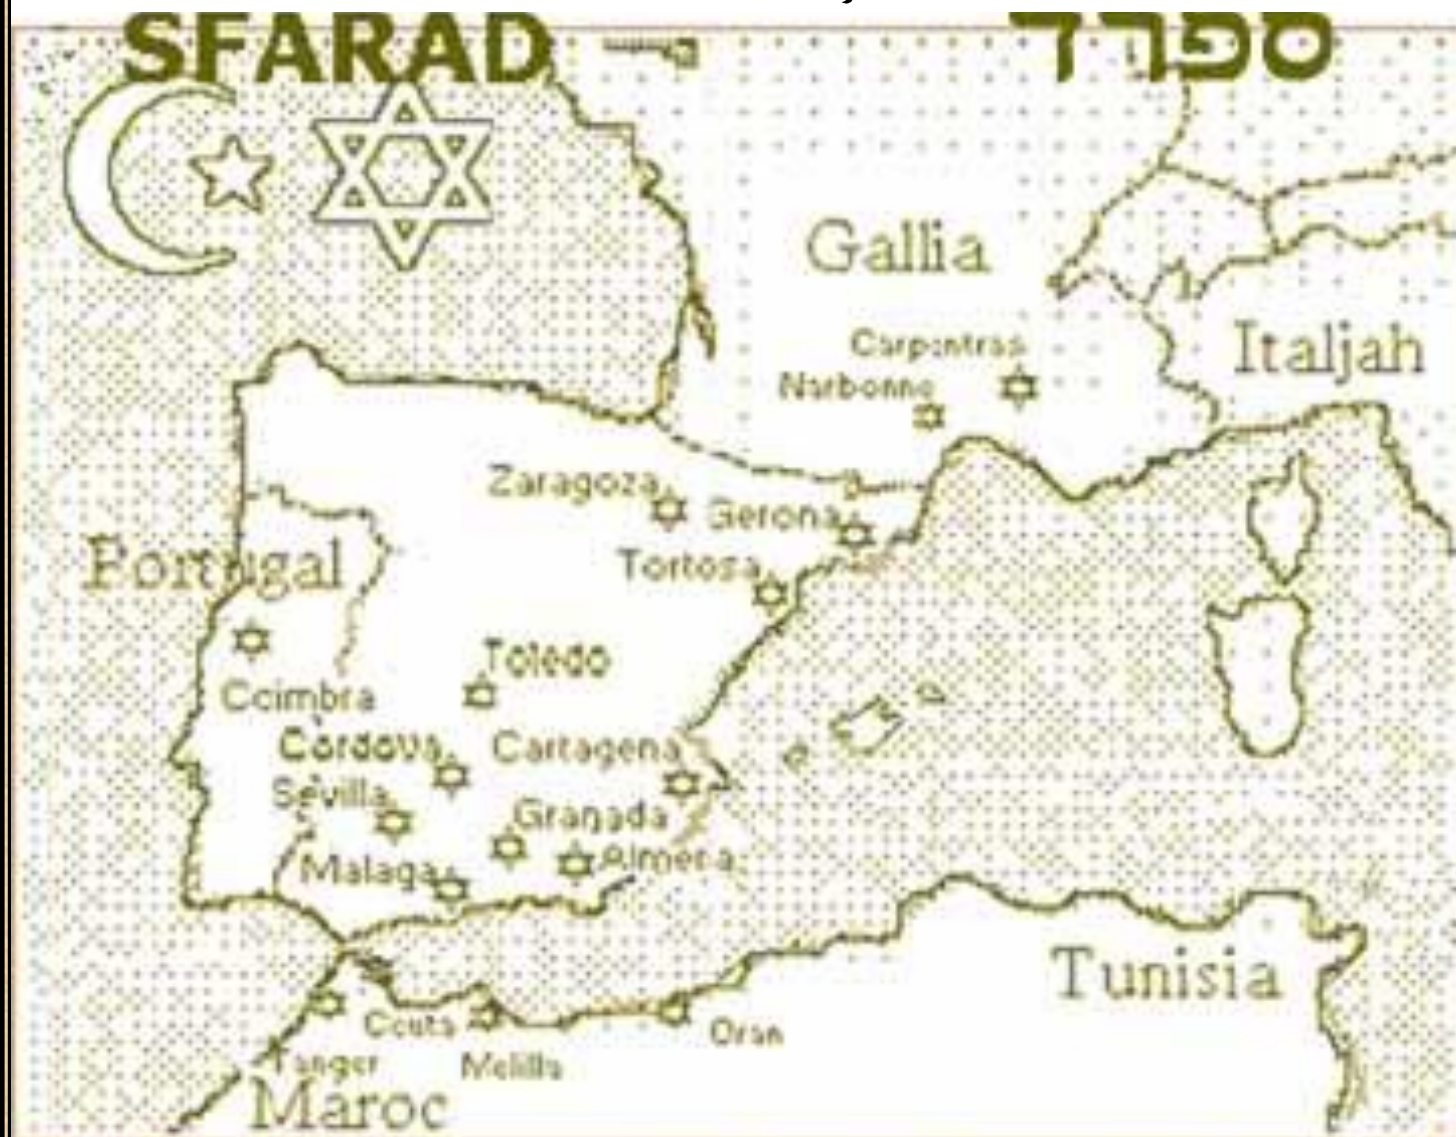 SFARAD ספרד
Gallia
Carpentras
Italjah
Narbonne
Zaragoza
Gerona
Portugal
Tortosa
Toledo
Coimbra
Cordova
Cartagena
Sevilla
Granada
Malaga
Almeria
Tunisia
Ceuta
Oran
Tanger
Melilla
Maroc